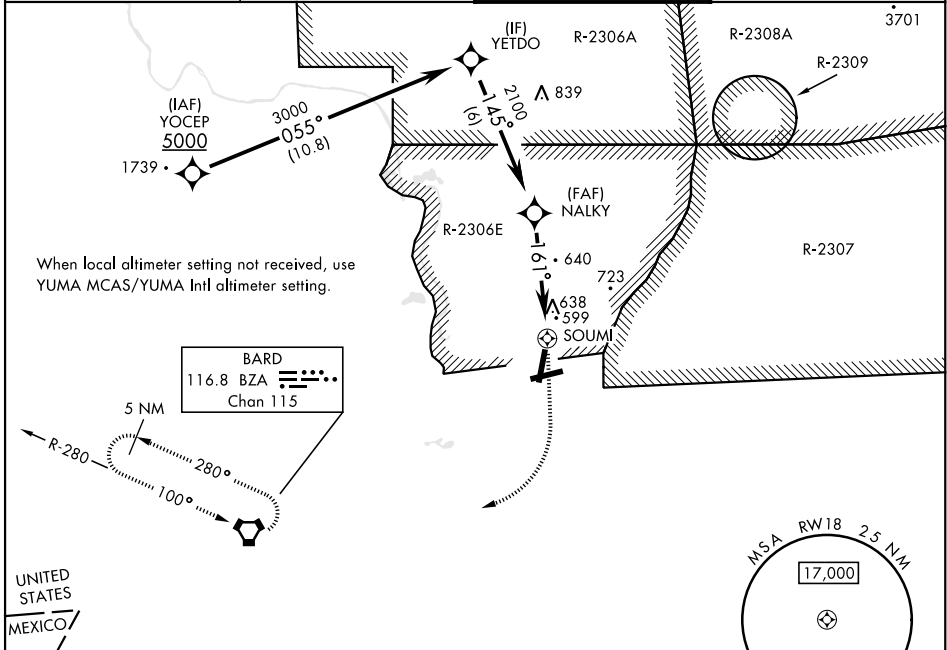 3701
(IF)
YETDO
R-2306A
R-2308A
R-2309
839
2100
145°
(6)
(IAF)
YOCEP
5000
3000
055°
(10.8)
1739
(FAF)
NALKY
R-2306E
161°
640
723
R-2307
When local altimeter setting not received, use
YUMA MCAS/YUMA Intl altimeter setting.
638
599
SOUMI
BARD
116.8 BZA
Chan 115
5 NM
R-280
280°
100°
MSA RW18 25 NM
17,000
UNITED
STATES
MEXICO